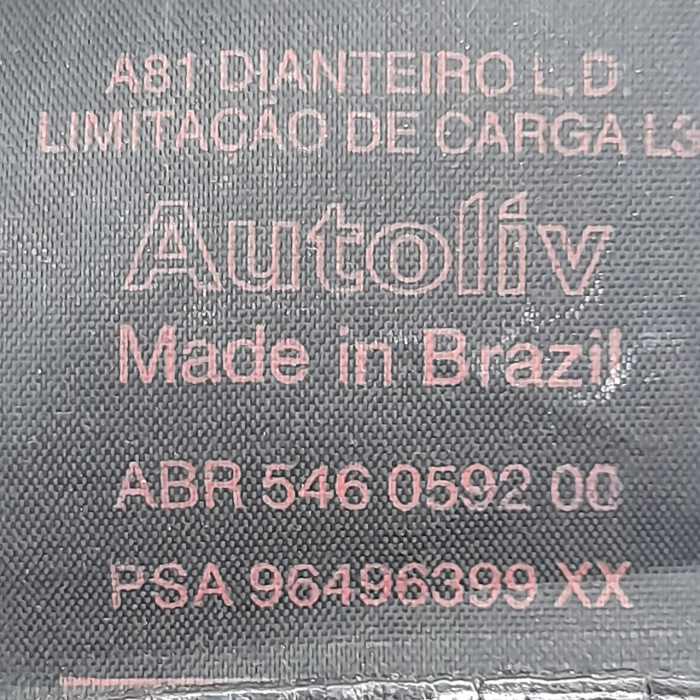 A81 DIANTEIRO L.D.
LIMITAÇÃO DE CARGA L3
Autoliv
Made in Brazil
ABR 546 0592 00
PSA 96496399 XX